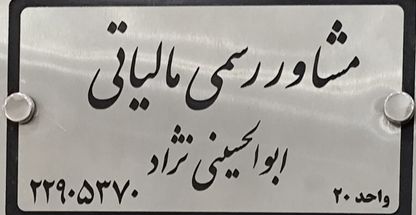 مشاور رسمی مالیاتی
ابوالحسینی نژاد
واحد ۲۰
۲۲۹۰۵۳۷۰